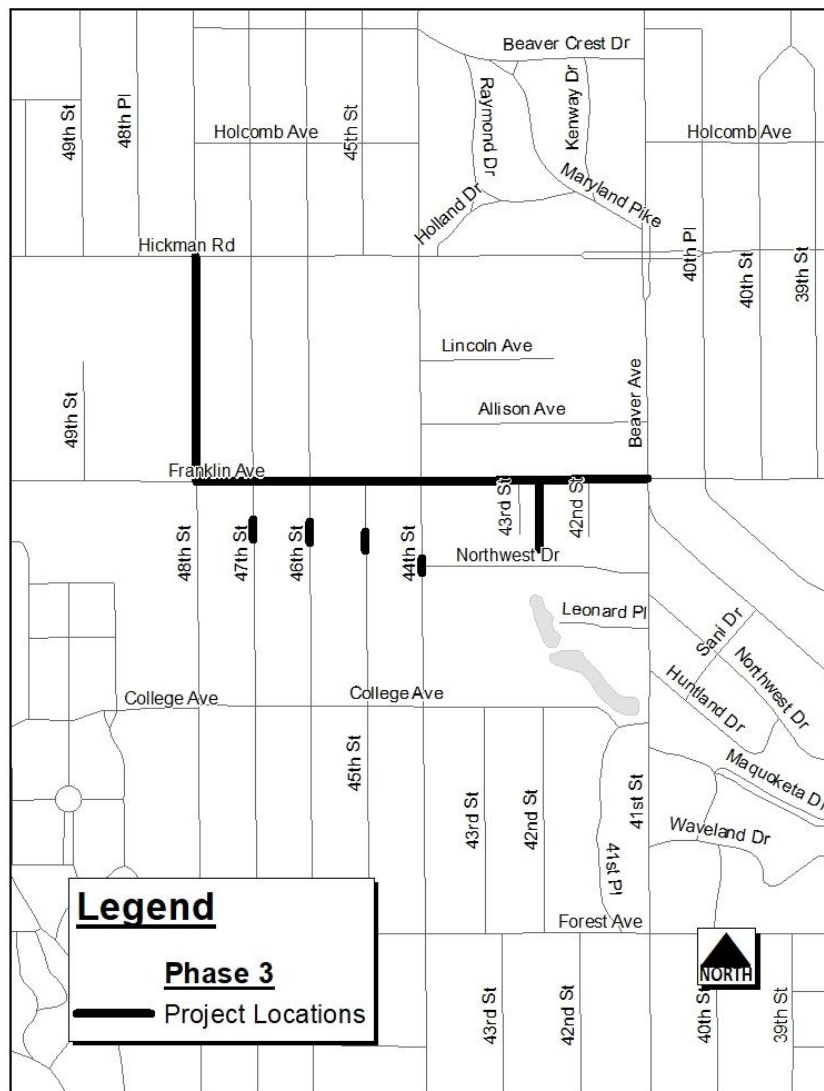 Beaver Crest Dr
49th St
48th Pl
45th St
Raymond Dr
Kenway Dr
Holcomb Ave
Holcomb Ave
Maryland Pike
Holland Dr
Hickman Rd
40th Pl
40th St
39th St
Lincoln Ave
Beaver Ave
49th St
Allison Ave
Franklin Ave
43rd St
42nd St
48th St
47th St
46th St
44th St
Northwest Dr
Leonard Pl
Sani Dr
Northwest Dr
Huntland Dr
College Ave
College Ave
45th St
Maquoketa Dr
43rd St
42nd St
41st St
Waveland Dr
41st Pl
Forest Ave
Legend
Phase 3
Project Locations
NORTH
43rd St
42nd St
40th St
39th St